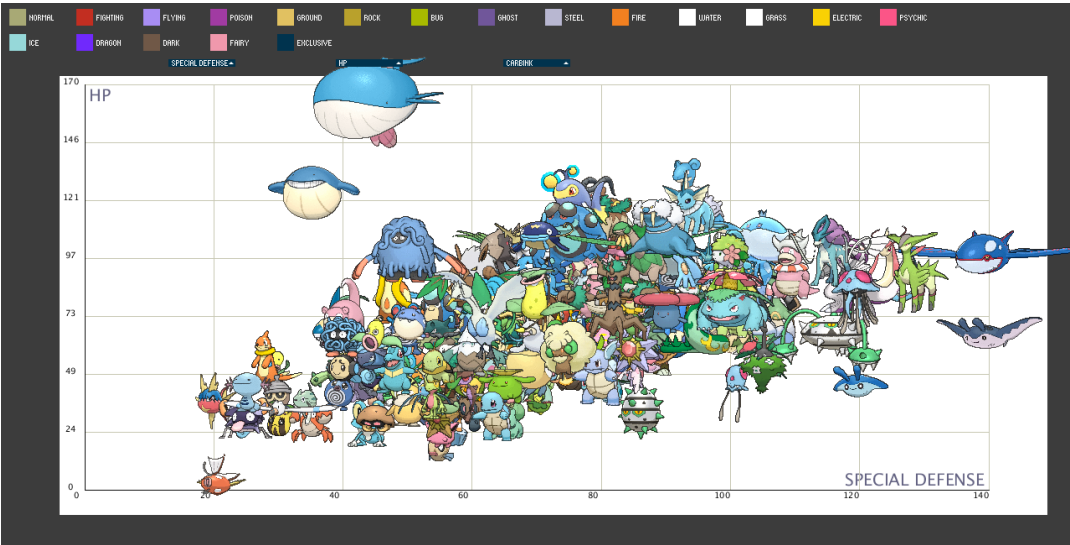 NORMAL FIGHTING FLYING POISON GROUND ROCK BUG GHOST STEEL FIRE WATER GRASS ELECTRIC PSYCHIC
ICE DRAGON DARK FAIRY EXCLUSIVE
SPECIAL DEFENSE HP CARBINK
170
HP
146
121
97
73
49
24
0
SPECIAL DEFENSE
0 20 40 60 80 100 120 140